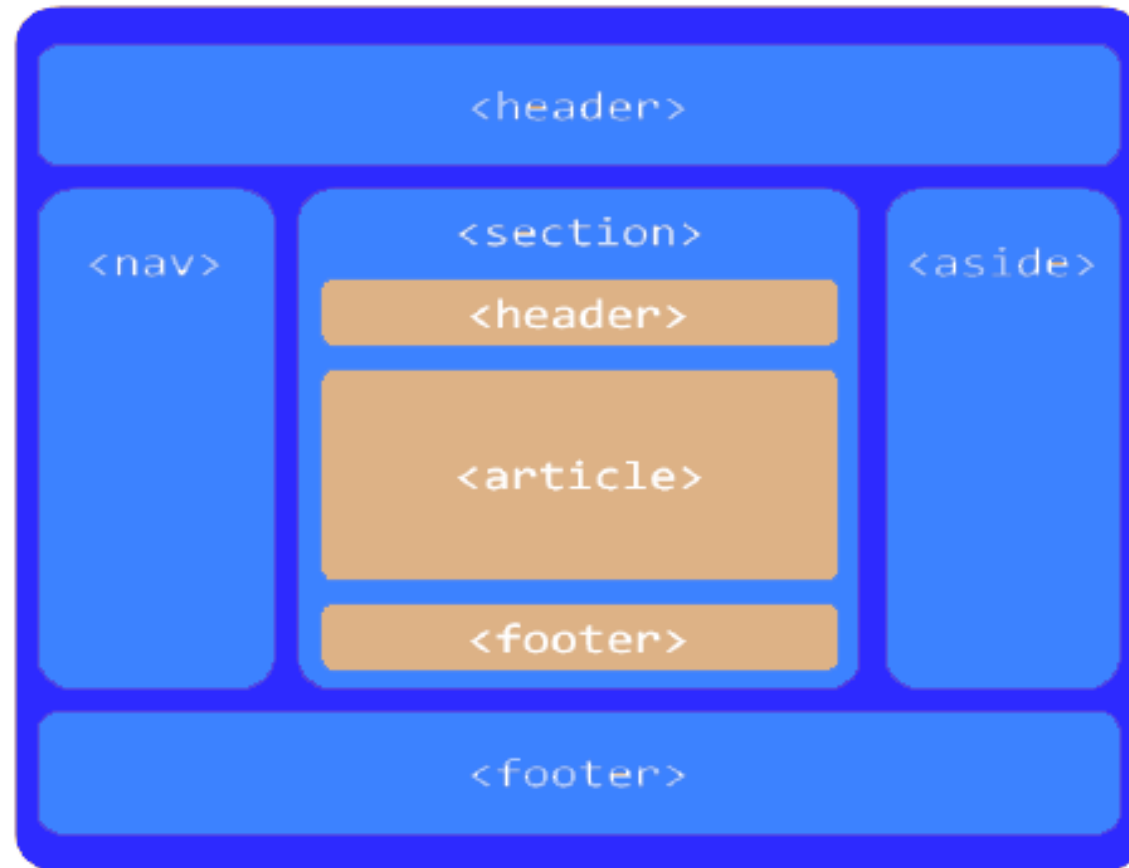 <header>
<nav>
<section>
<header>
<article>
<footer>
<aside>
<footer>